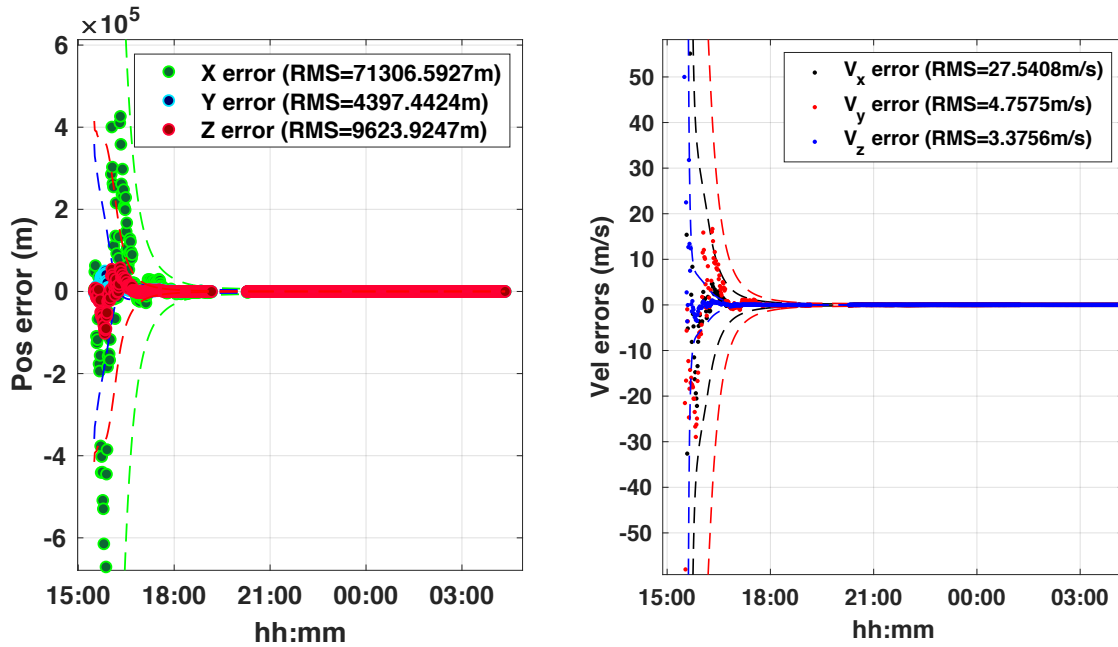 ×10^5
6
4
2
0
-2
-4
-6
Pos error (m)
X error (RMS=71306.5927m)
Y error (RMS=4397.4424m)
Z error (RMS=9623.9247m)
15:00 18:00 21:00 00:00 03:00
hh:mm
50
40
30
20
10
0
-10
-20
-30
-40
-50
Vel errors (m/s)
V_x error (RMS=27.5408m/s)
V_y error (RMS=4.7575m/s)
V_z error (RMS=3.3756m/s)
15:00 18:00 21:00 00:00 03:00
hh:mm